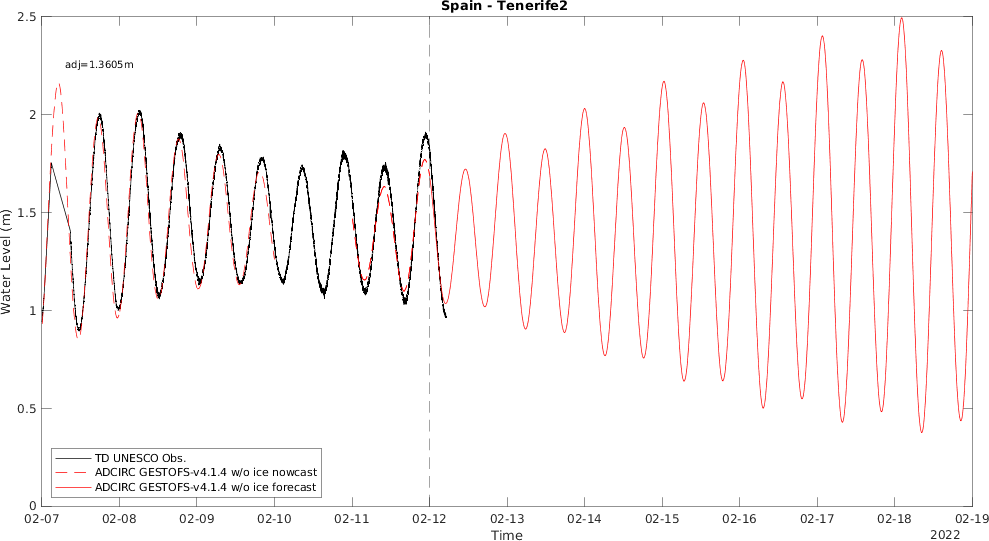 Spain - Tenerife2
adj=1.3605m
2.5
2
1.5
1
0.5
0
Water Level (m)
TD UNESCO Obs.
ADCIRC GESTOFS-v4.1.4 w/o ice nowcast
ADCIRC GESTOFS-v4.1.4 w/o ice forecast
02-07 02-08 02-09 02-10 02-11 02-12 02-13 02-14 02-15 02-16 02-17 02-18 02-19
Time
2022